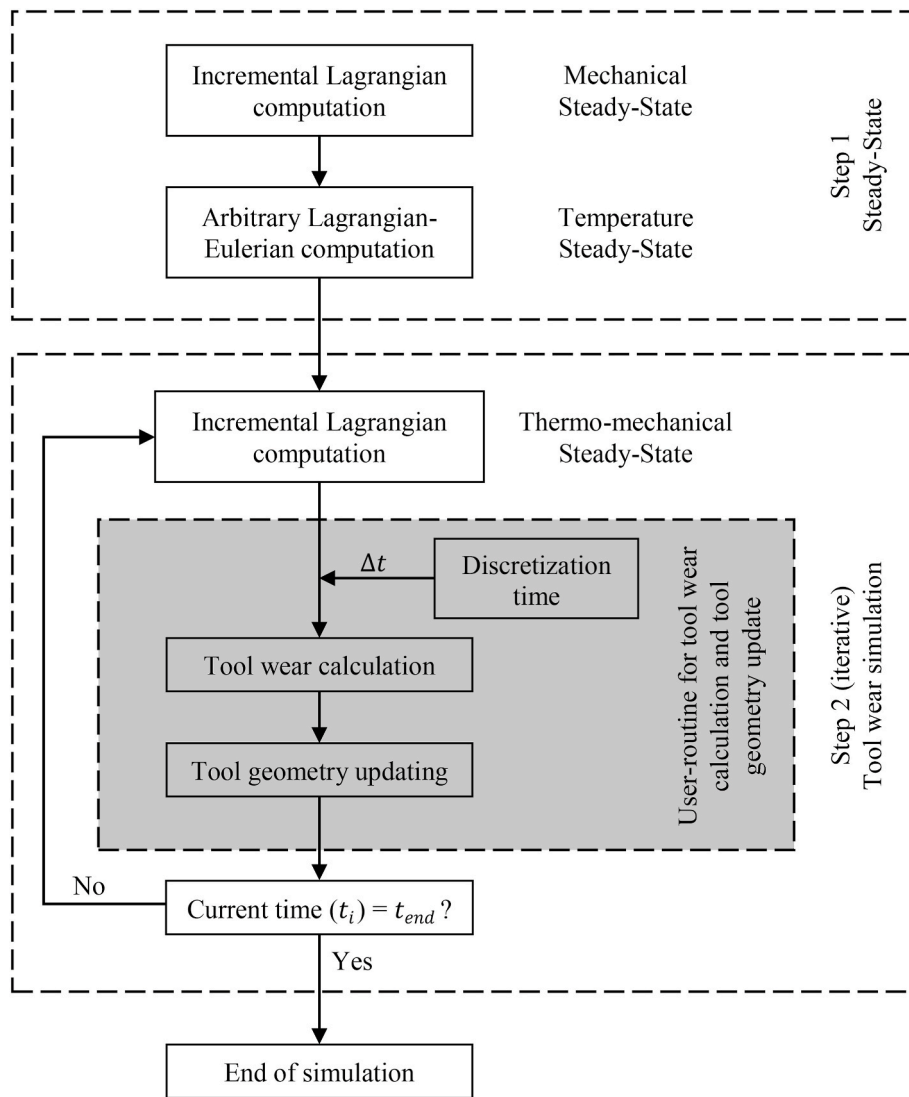 Incremental Lagrangian
computation
Mechanical
Steady-State
Arbitrary Lagrangian-
Eulerian computation
Temperature
Steady-State
Step 1
Steady-State
Incremental Lagrangian
computation
Thermo-mechanical
Steady-State
Δt
Discretization
time
Tool wear calculation
Tool geometry updating
User-routine for tool wear
calculation and tool
geometry update
Step 2 (iterative)
Tool wear simulation
No
Current time (t_i) = t_end ?
Yes
End of simulation